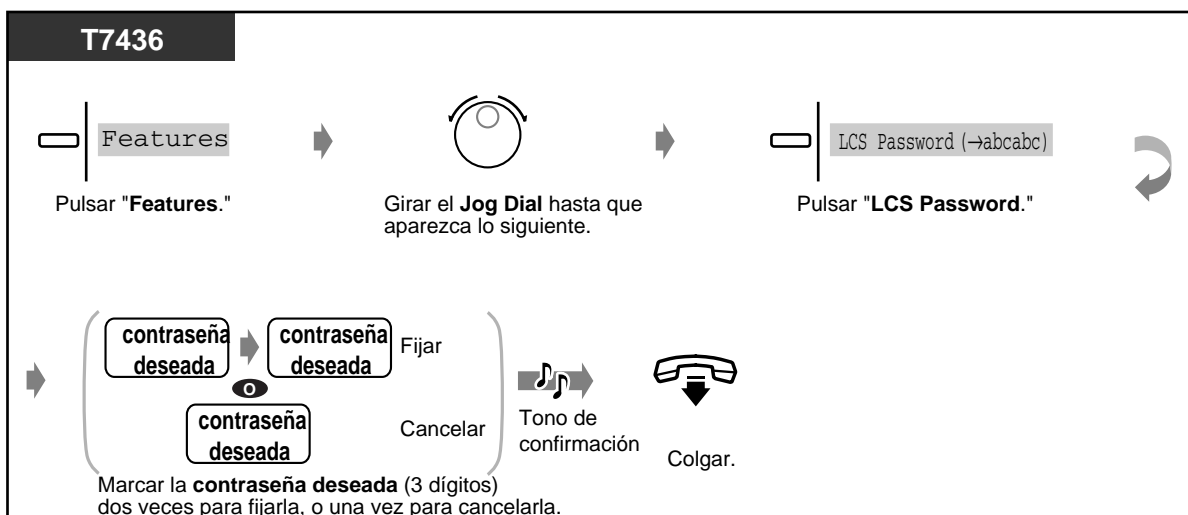 T7436
Features
LCS Password (→abcabc)
Pulsar "Features."
Girar el Jog Dial hasta que
aparezca lo siguiente.
Pulsar "LCS Password."
contraseña
deseada
contraseña
deseada
Fijar
O
contraseña
deseada
Cancelar
Tono de
confirmación
Colgar.
Marcar la contraseña deseada (3 dígitos)
dos veces para fijarla, o una vez para cancelarla.